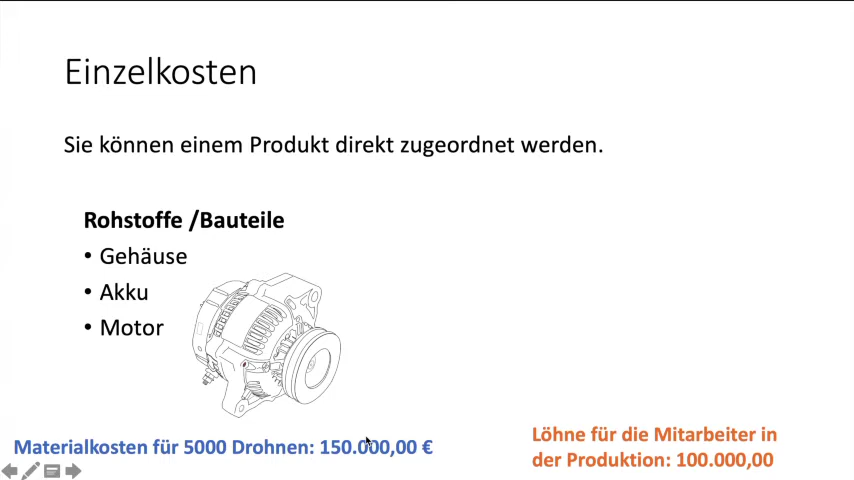 Einzelkosten
Sie können einem Produkt direkt zugeordnet werden.
Rohstoffe /Bauteile
• Gehäuse
• Akku
• Motor
Materialkosten für 5000 Drohnen: 150.000,00 €
Löhne für die Mitarbeiter in
der Produktion: 100.000,00